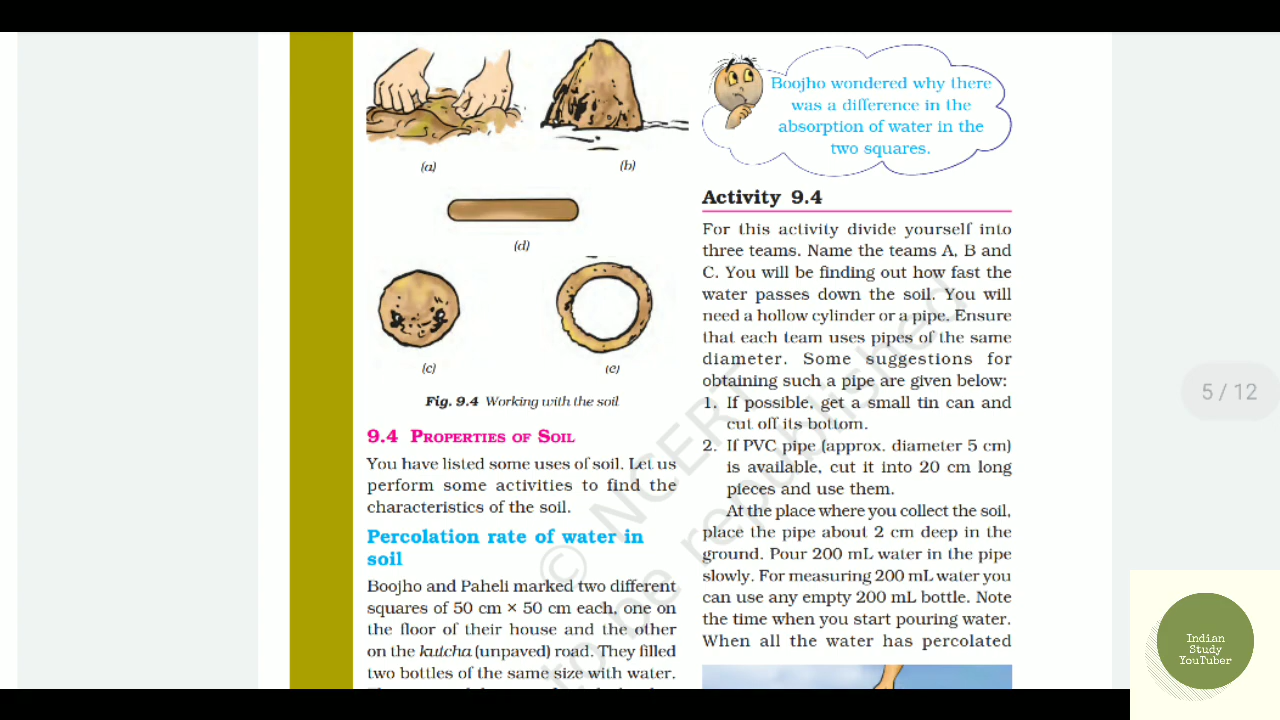 (a)
(b)
(d)
(c)
(e)
Fig. 9.4 Working with the soil
9.4 PROPERTIES OF SOIL
You have listed some uses of soil. Let us
perform some activities to find the
characteristics of the soil.
Percolation rate of water in
soil
Boojho and Paheli marked two different
squares of 50 cm × 50 cm each, one on
the floor of their house and the other
on the kutcha (unpaved) road. They filled
two bottles of the same size with water.
Boojho wondered why there
was a difference in the
absorption of water in the
two squares.
Activity 9.4
For this activity divide yourself into
three teams. Name the teams A, B and
C. You will be finding out how fast the
water passes down the soil. You will
need a hollow cylinder or a pipe. Ensure
that each team uses pipes of the same
diameter. Some suggestions for
obtaining such a pipe are given below:
1. If possible, get a small tin can and
cut off its bottom.
2. If PVC pipe (approx. diameter 5 cm)
is available, cut it into 20 cm long
pieces and use them.
At the place where you collect the soil,
place the pipe about 2 cm deep in the
ground. Pour 200 mL water in the pipe
slowly. For measuring 200 mL water you
can use any empty 200 mL bottle. Note
the time when you start pouring water.
When all the water has percolated
© NCERT
to be republished
5 / 12
Indian
Study
YouTuber